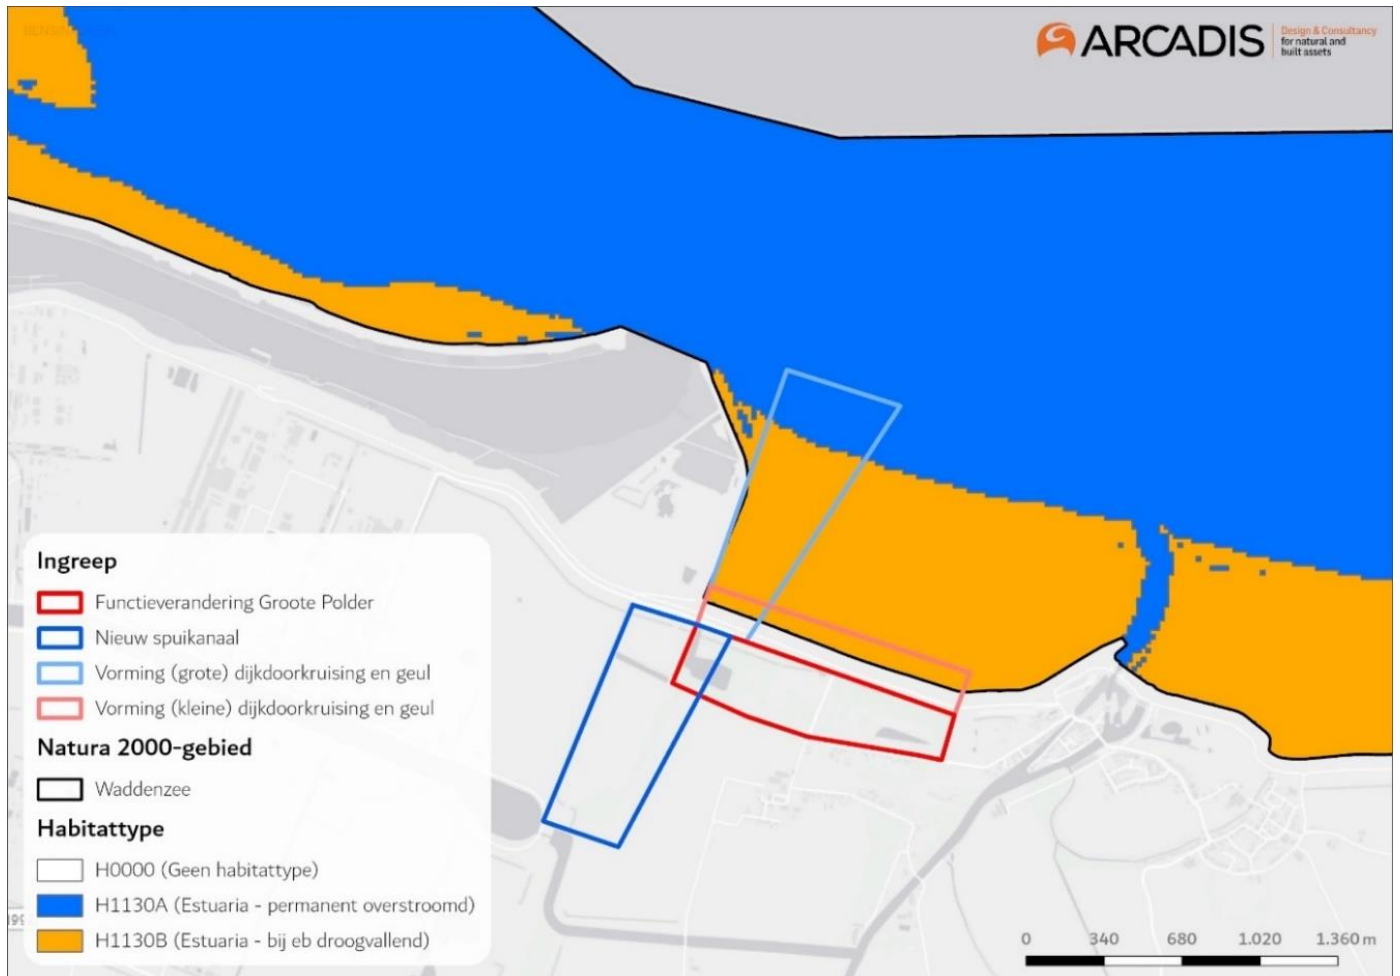 ARCADIS
Design & Consultancy
for natural and
built assets
Ingreep
Functieverandering Groote Polder
Nieuw spuikanaal
Vorming (grote) dijkdoorkruising en geul
Vorming (kleine) dijkdoorkruising en geul
Natura 2000-gebied
Waddenzee
Habitattype
H0000 (Geen habitattype)
H1130A (Estuaria - permanent overstroomd)
H1130B (Estuaria - bij eb droogvallend)
0 340 680 1.020 1.360 m